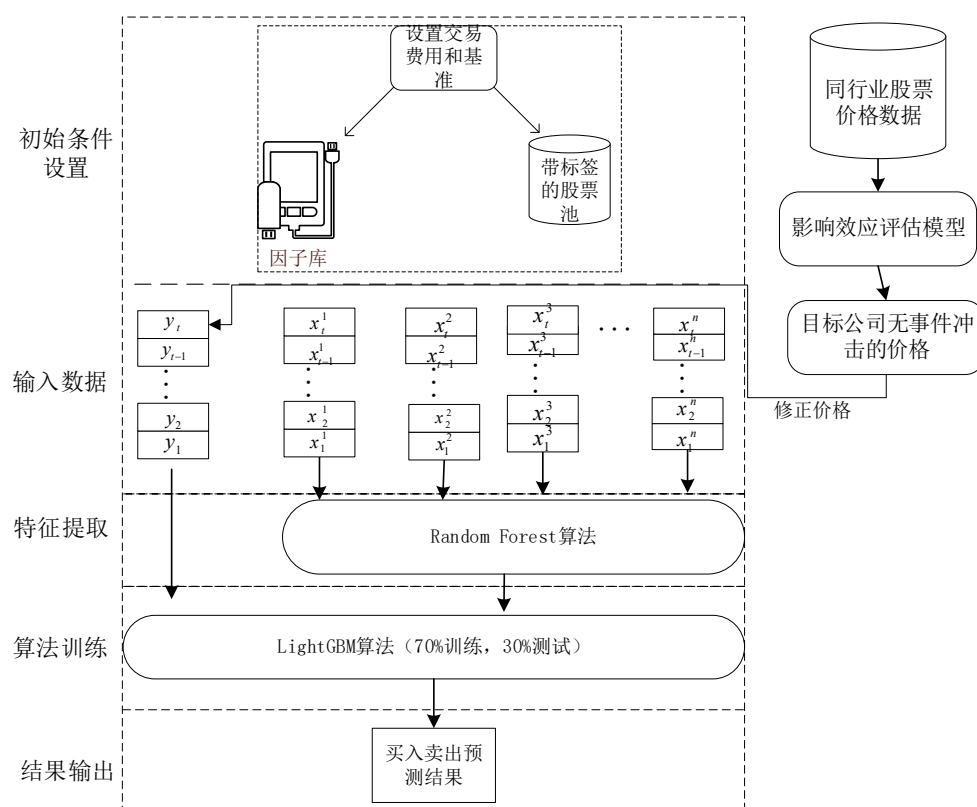 设置交易
费用和基
准
同行业股票
价格数据
初始条件
设置
带标签
的股票
池
因子库
影响效应评估模型
目标公司无事件冲
击的价格
修正价格
输入数据
y_t
y_{t-1}
y_2
y_1
x_t^1
x_{t-1}^1
x_2^1
x_1^1
x_t^2
x_{t-1}^2
x_2^2
x_1^2
x_t^3
x_{t-1}^3
x_2^3
x_1^3
...
x_t^n
x_{t-1}^n
x_2^n
x_1^n
特征提取
Random Forest算法
算法训练
LightGBM算法（70%训练，30%测试）
结果输出
买入卖出预
测结果